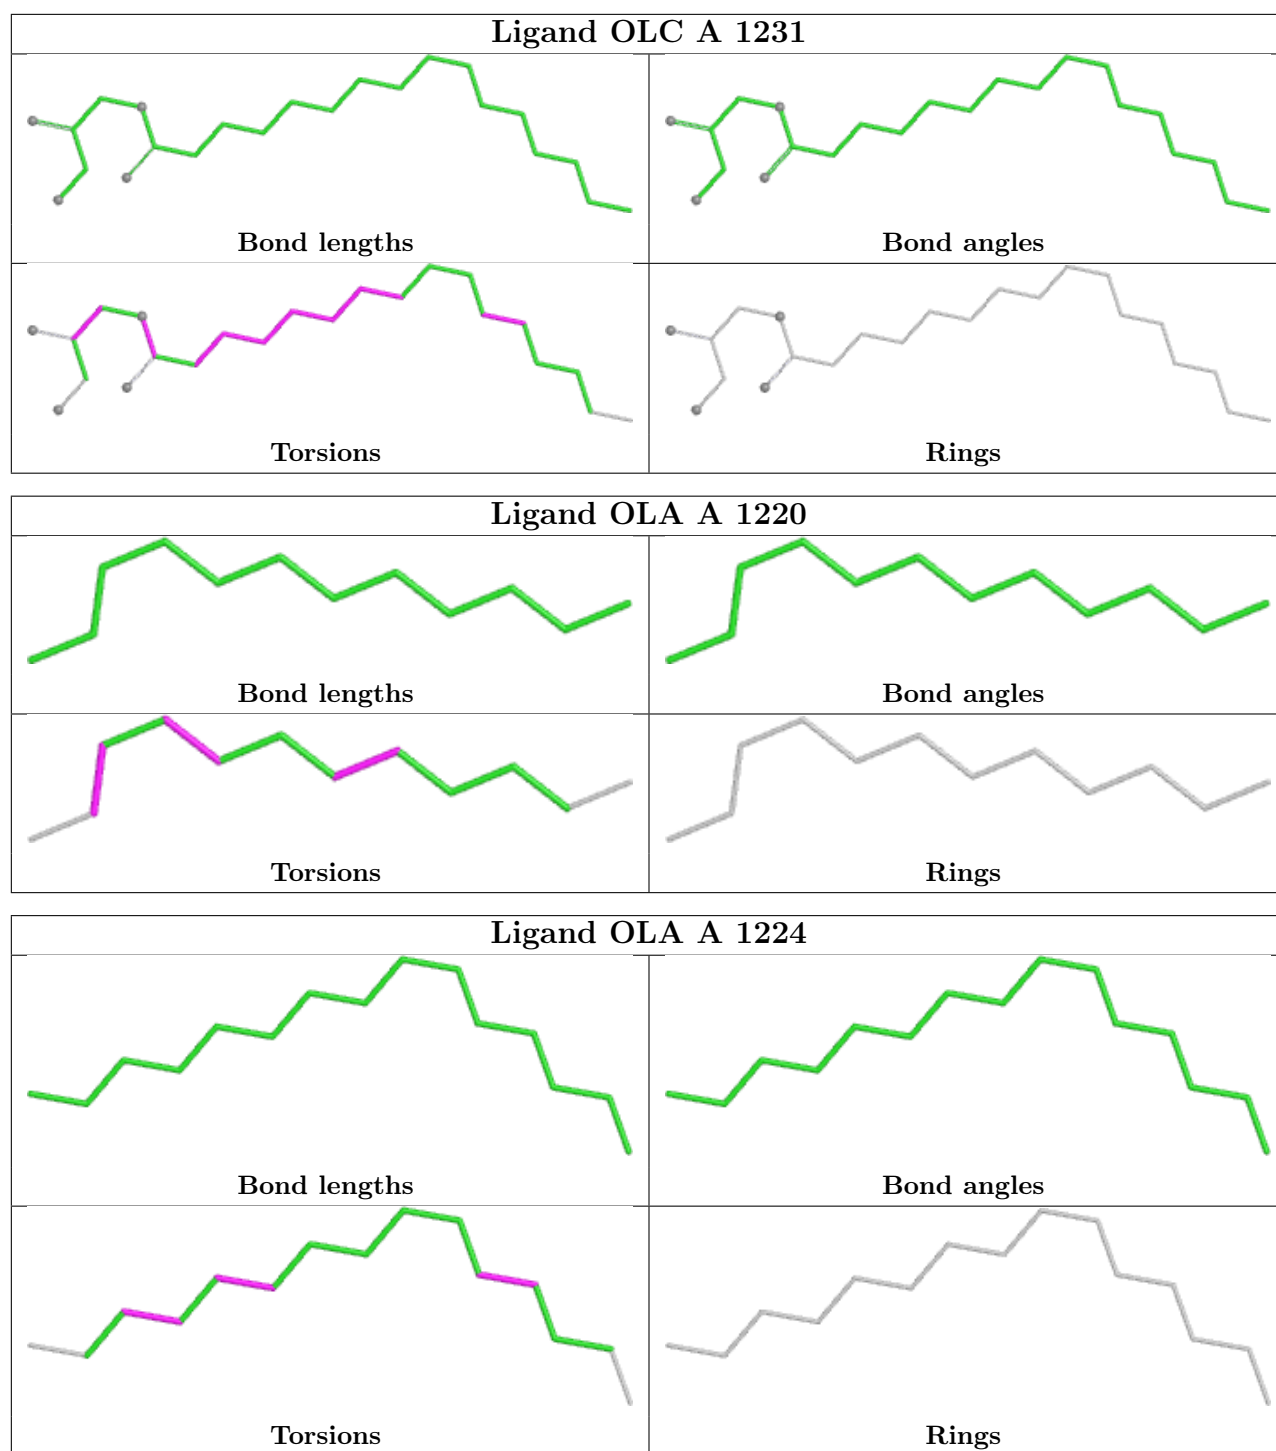 Ligand OLC A 1231
Bond lengths
Bond angles
Torsions
Rings
Ligand OLA A 1220
Bond lengths
Bond angles
Torsions
Rings
Ligand OLA A 1224
Bond lengths
Bond angles
Torsions
Rings